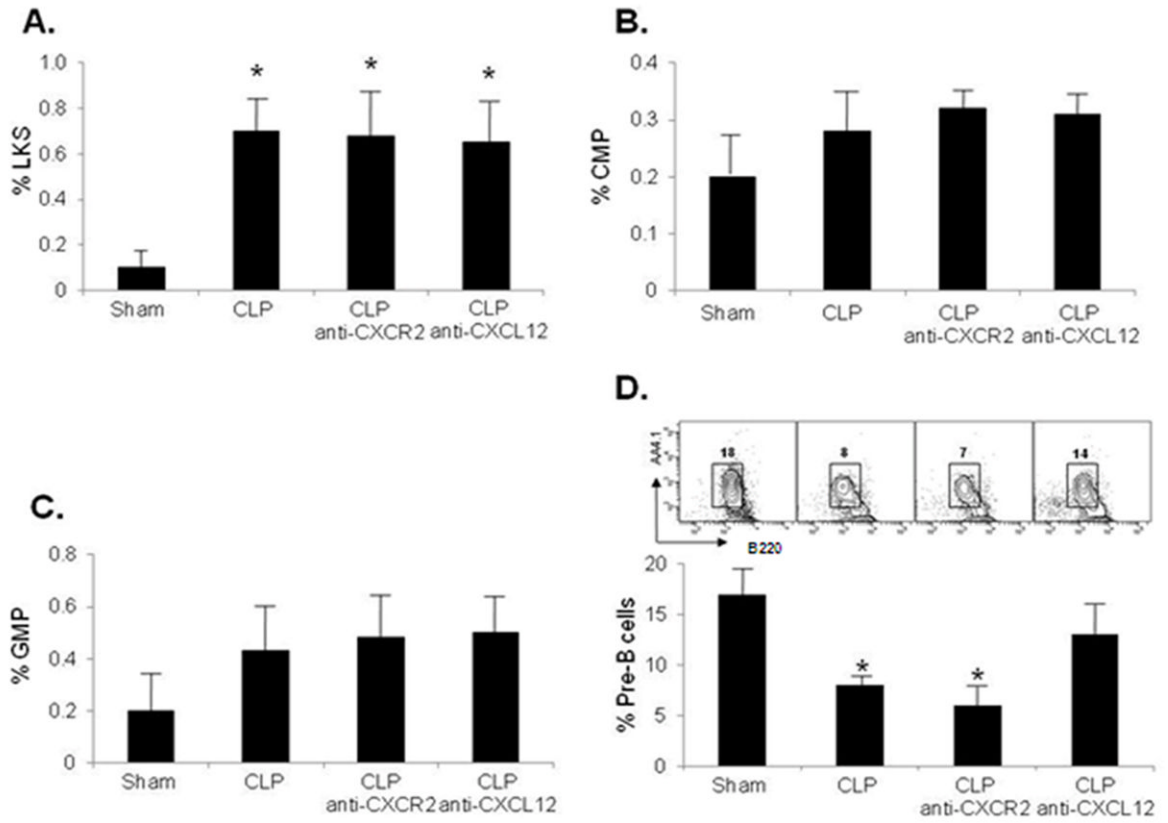 A.
% LKS
1.0
0.8
0.6
0.4
0.2
0
*
*
*
Sham
CLP
CLP
anti-CXCR2
CLP
anti-CXCL12
B.
% CMP
0.4
0.3
0.2
0.1
0
Sham
CLP
CLP
anti-CXCR2
CLP
anti-CXCL12
C.
% GMP
0.8
0.6
0.4
0.2
0
Sham
CLP
CLP
anti-CXCR2
CLP
anti-CXCL12
D.
AA4.1
18
8
7
14
B220
% Pre-B cells
20
15
10
5
0
*
*
Sham
CLP
CLP
anti-CXCR2
CLP
anti-CXCL12